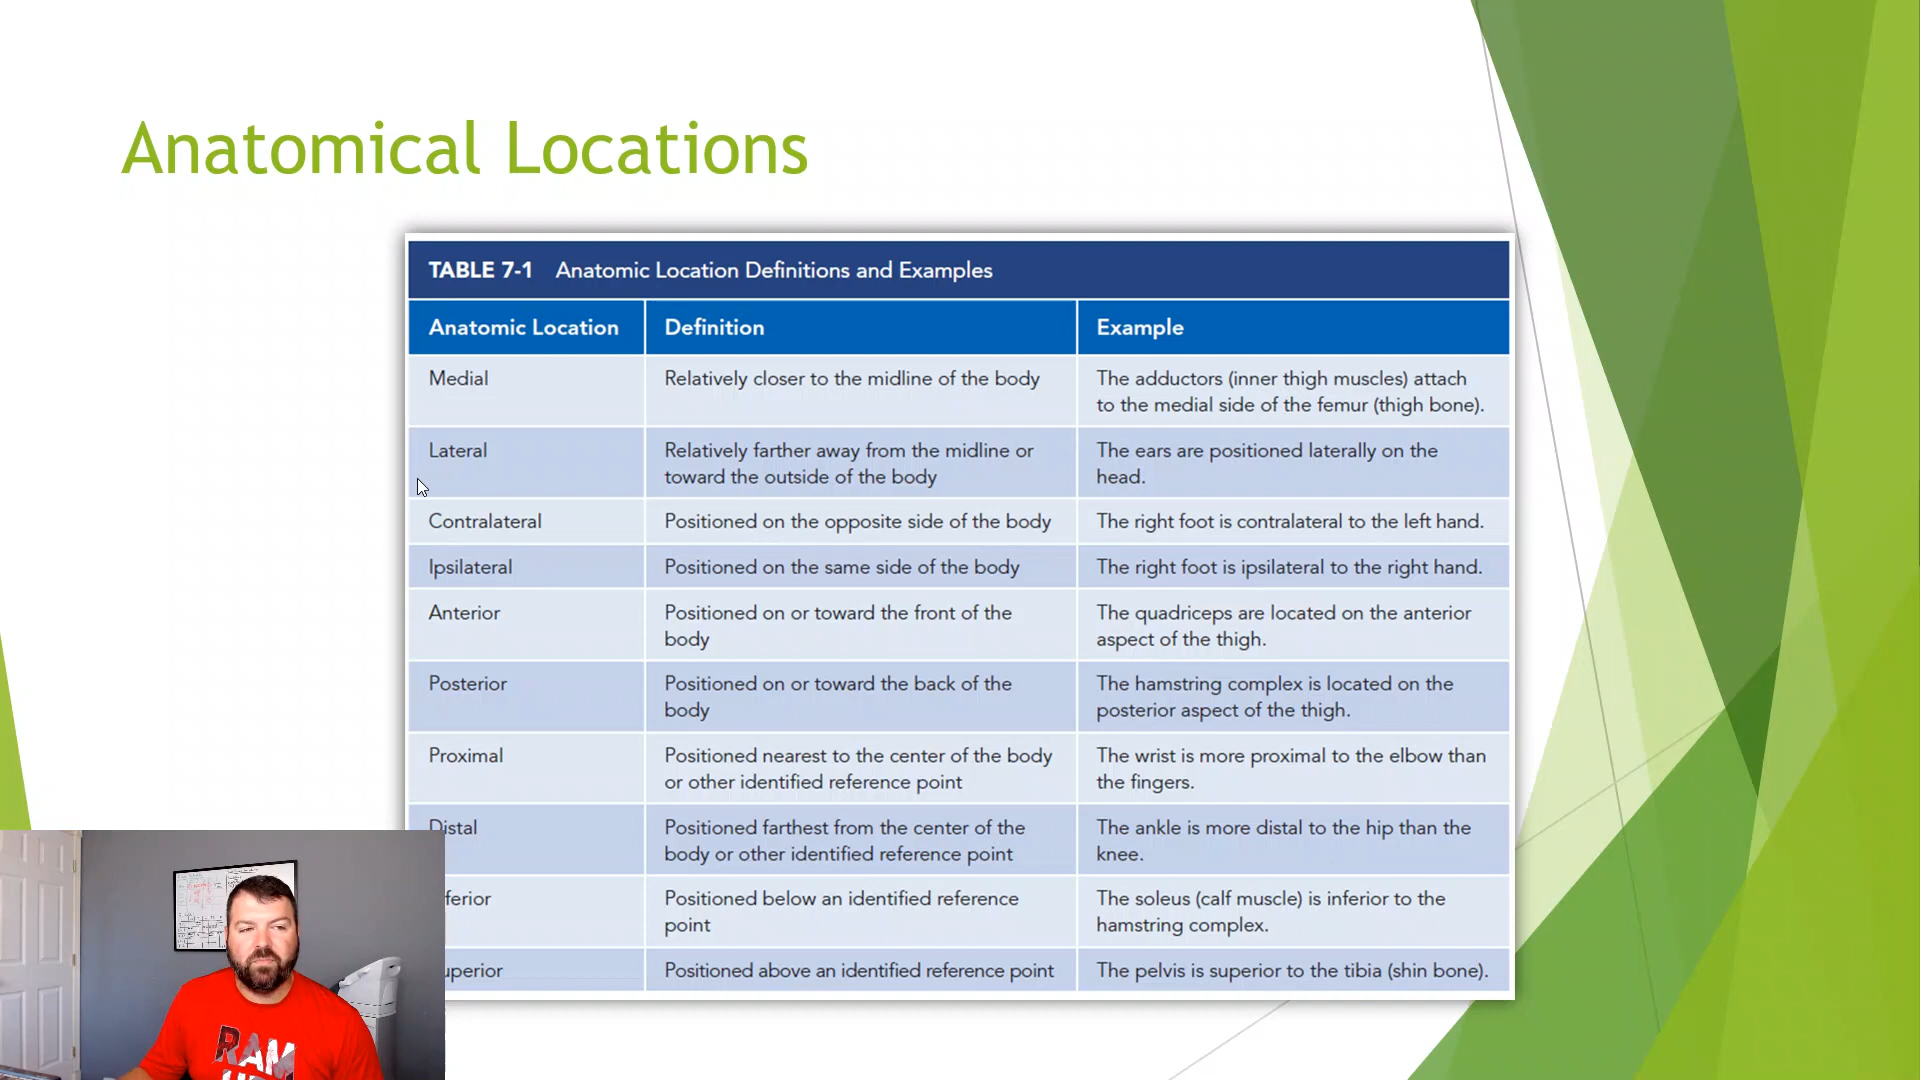 Anatomical Locations
TABLE 7-1 Anatomic Location Definitions and Examples
Anatomic Location Definition Example
Medial Relatively closer to the midline of the body The adductors (inner thigh muscles) attach
to the medial side of the femur (thigh bone).
Lateral Relatively farther away from the midline or The ears are positioned laterally on the
toward the outside of the body head.
Contralateral Positioned on the opposite side of the body The right foot is contralateral to the left hand.
Ipsilateral Positioned on the same side of the body The right foot is ipsilateral to the right hand.
Anterior Positioned on or toward the front of the The quadriceps are located on the anterior
body aspect of the thigh.
Posterior Positioned on or toward the back of the The hamstring complex is located on the
body posterior aspect of the thigh.
Proximal Positioned nearest to the center of the body The wrist is more proximal to the elbow than
or other identified reference point the fingers.
Distal Positioned farthest from the center of the The ankle is more distal to the hip than the
body or other identified reference point knee.
ferior Positioned below an identified reference The soleus (calf muscle) is inferior to the
point hamstring complex.
uperior Positioned above an identified reference point The pelvis is superior to the tibia (shin bone).
RAM